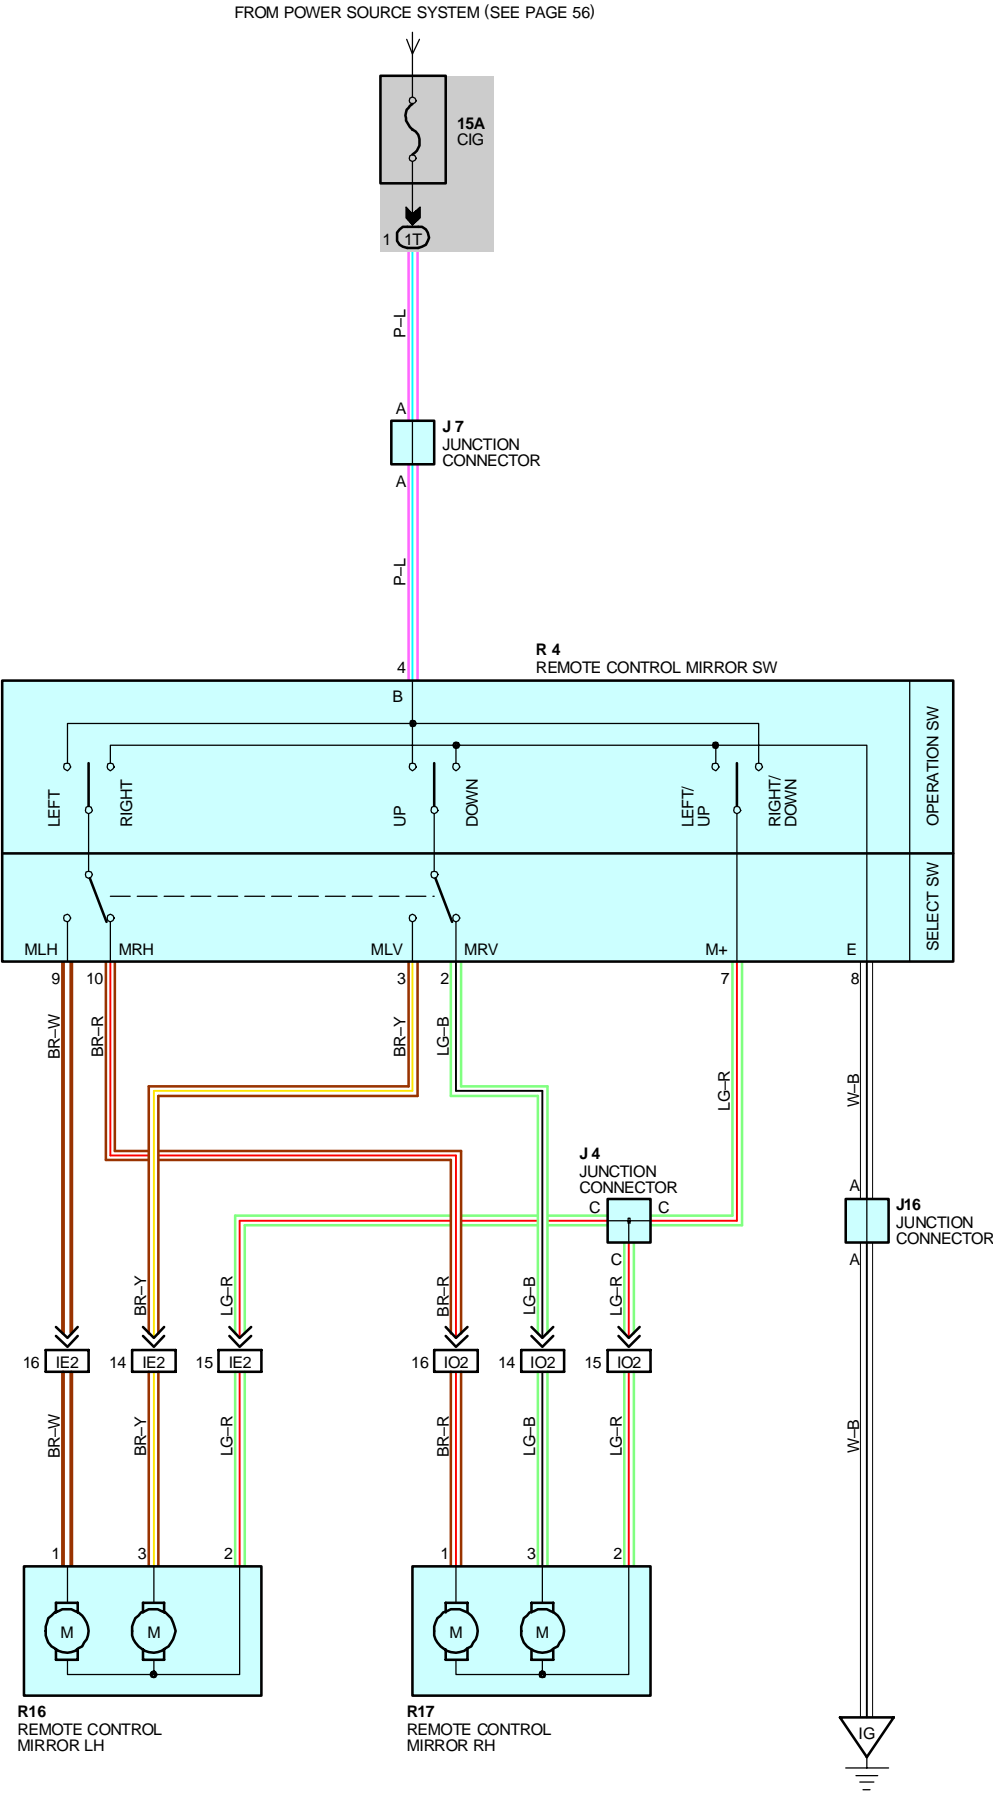 FROM POWER SOURCE SYSTEM (SEE PAGE 56)
15A
CIG
1
1T
P–L
A
J 7
JUNCTION
CONNECTOR
A
P–L
R 4
4
REMOTE CONTROL MIRROR SW
B
OPERATION SW
LEFT
RIGHT
UP
DOWN
LEFT/
UP
RIGHT/
DOWN
SELECT SW
MLH
MRH
MLV
MRV
M+
E
9
10
3
2
7
8
BR–W
BR–R
BR–Y
LG–B
LG–R
W–B
J 4
JUNCTION
CONNECTOR
C
C
C
A
J16
JUNCTION
CONNECTOR
A
BR–Y
LG–R
BR–R
LG–B
LG–R
16
IE2
14
IE2
15
IE2
16
IO2
14
IO2
15
IO2
BR–W
BR–Y
LG–R
BR–R
LG–B
LG–R
W–B
1
3
2
1
3
2
M
M
M
M
R16
REMOTE CONTROL
MIRROR LH
R17
REMOTE CONTROL
MIRROR RH
IG